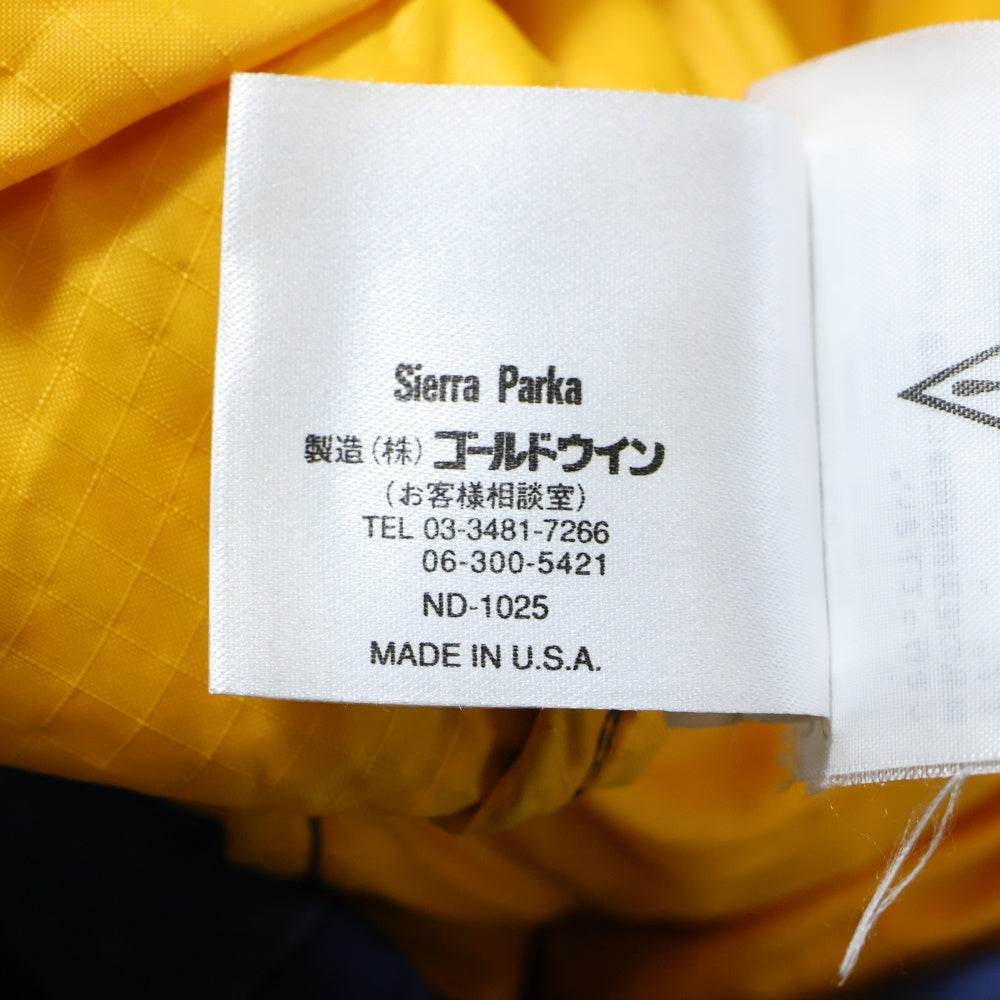 Sierra Parka
製造(株)ゴールドウイン
(お客様相談室)
TEL 03-3481-7266
06-300-5421
ND-1025
MADE IN U.S.A.